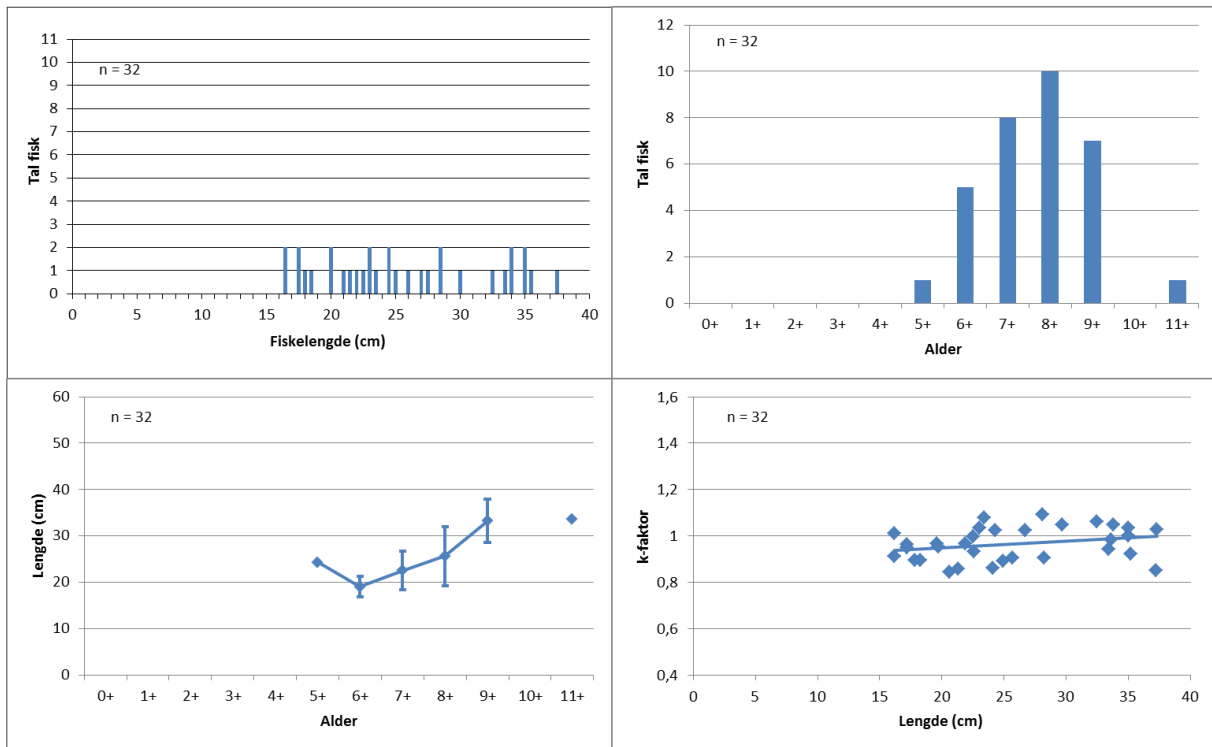 11
10
9
8
7
6
5
4
3
2
1
0
Tal fisk
n = 32
0 5 10 15 20 25 30 35 40
Fiskelengde (cm)
12
10
8
6
4
2
0
Tal fisk
n = 32
0+ 1+ 2+ 3+ 4+ 5+ 6+ 7+ 8+ 9+ 10+ 11+
Alder
60
50
40
30
20
10
0
Lengde (cm)
n = 32
0+ 1+ 2+ 3+ 4+ 5+ 6+ 7+ 8+ 9+ 10+ 11+
Alder
1,6
1,4
1,2
1
0,8
0,6
0,4
k-faktor
n = 32
0 5 10 15 20 25 30 35 40
Lengde (cm)